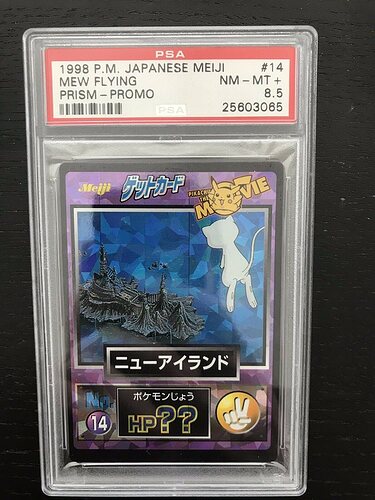 PSA
1998 P.M. JAPANESE MEIJI #14
MEW FLYING NM - MT +
PRISM - PROMO 8.5
PSA 25603065
Meiji ゲットカード PIKACHU THE MOVIE
ニューアイランド
No. ポケモンじょう
14 HP??